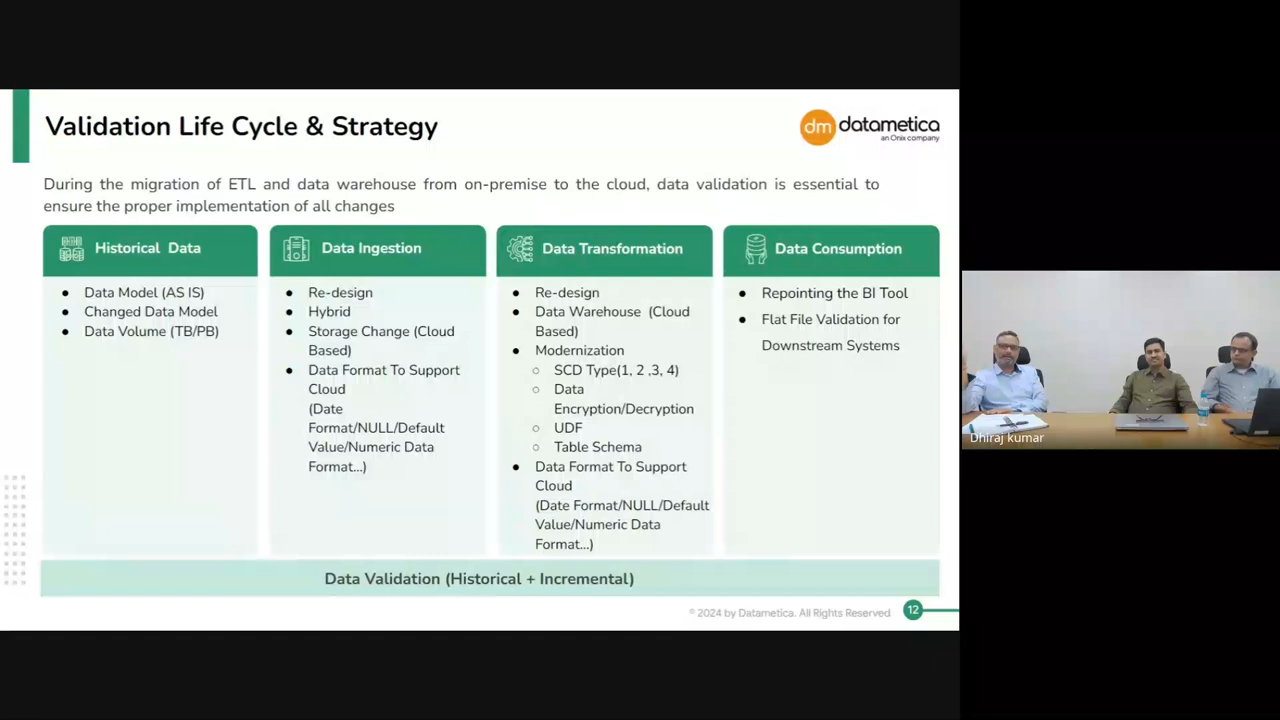 Validation Life Cycle & Strategy
dm datametica
an Onix company
During the migration of ETL and data warehouse from on-premise to the cloud, data validation is essential to
ensure the proper implementation of all changes
Historical Data
● Data Model (AS IS)
● Changed Data Model
● Data Volume (TB/PB)
Data Ingestion
● Re-design
● Hybrid
● Storage Change (Cloud
Based)
● Data Format To Support
Cloud
(Date
Format/NULL/Default
Value/Numeric Data
Format...)
Data Transformation
● Re-design
● Data Warehouse (Cloud
Based)
● Modernization
○ SCD Type(1, 2 ,3, 4)
○ Data
Encryption/Decryption
○ UDF
○ Table Schema
● Data Format To Support
Cloud
(Date Format/NULL/Default
Value/Numeric Data
Format...)
Data Consumption
● Repointing the BI Tool
● Flat File Validation for
Downstream Systems
Data Validation (Historical + Incremental)
© 2024 by Datametica. All Rights Reserved
12
Dhiraj kumar